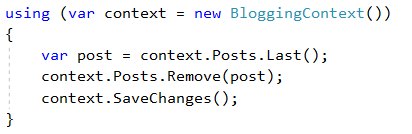 using (var context = new BloggingContext())
{
    var post = context.Posts.Last();
    context.Posts.Remove(post);
    context.SaveChanges();
}